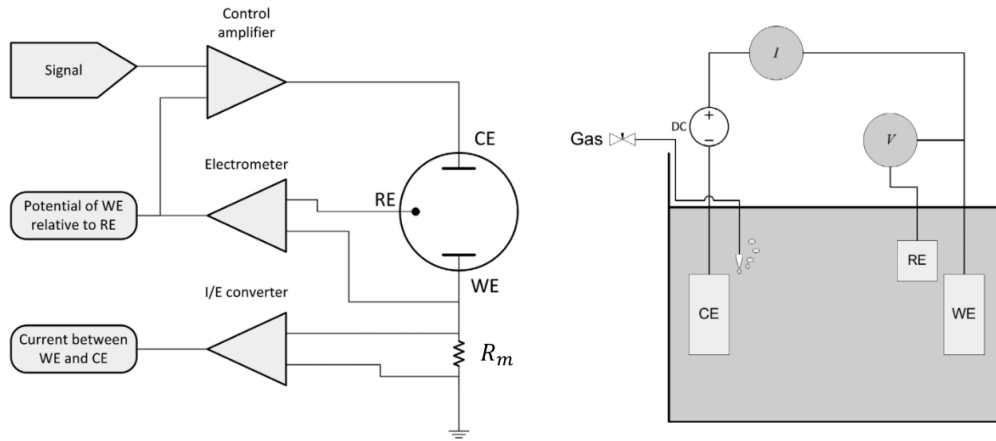 Control
amplifier
Signal
CE
Electrometer
RE
Potential of WE
relative to RE
WE
I/E converter
Current between
WE and CE
R_m
I
+
DC
−
V
Gas
RE
CE
WE